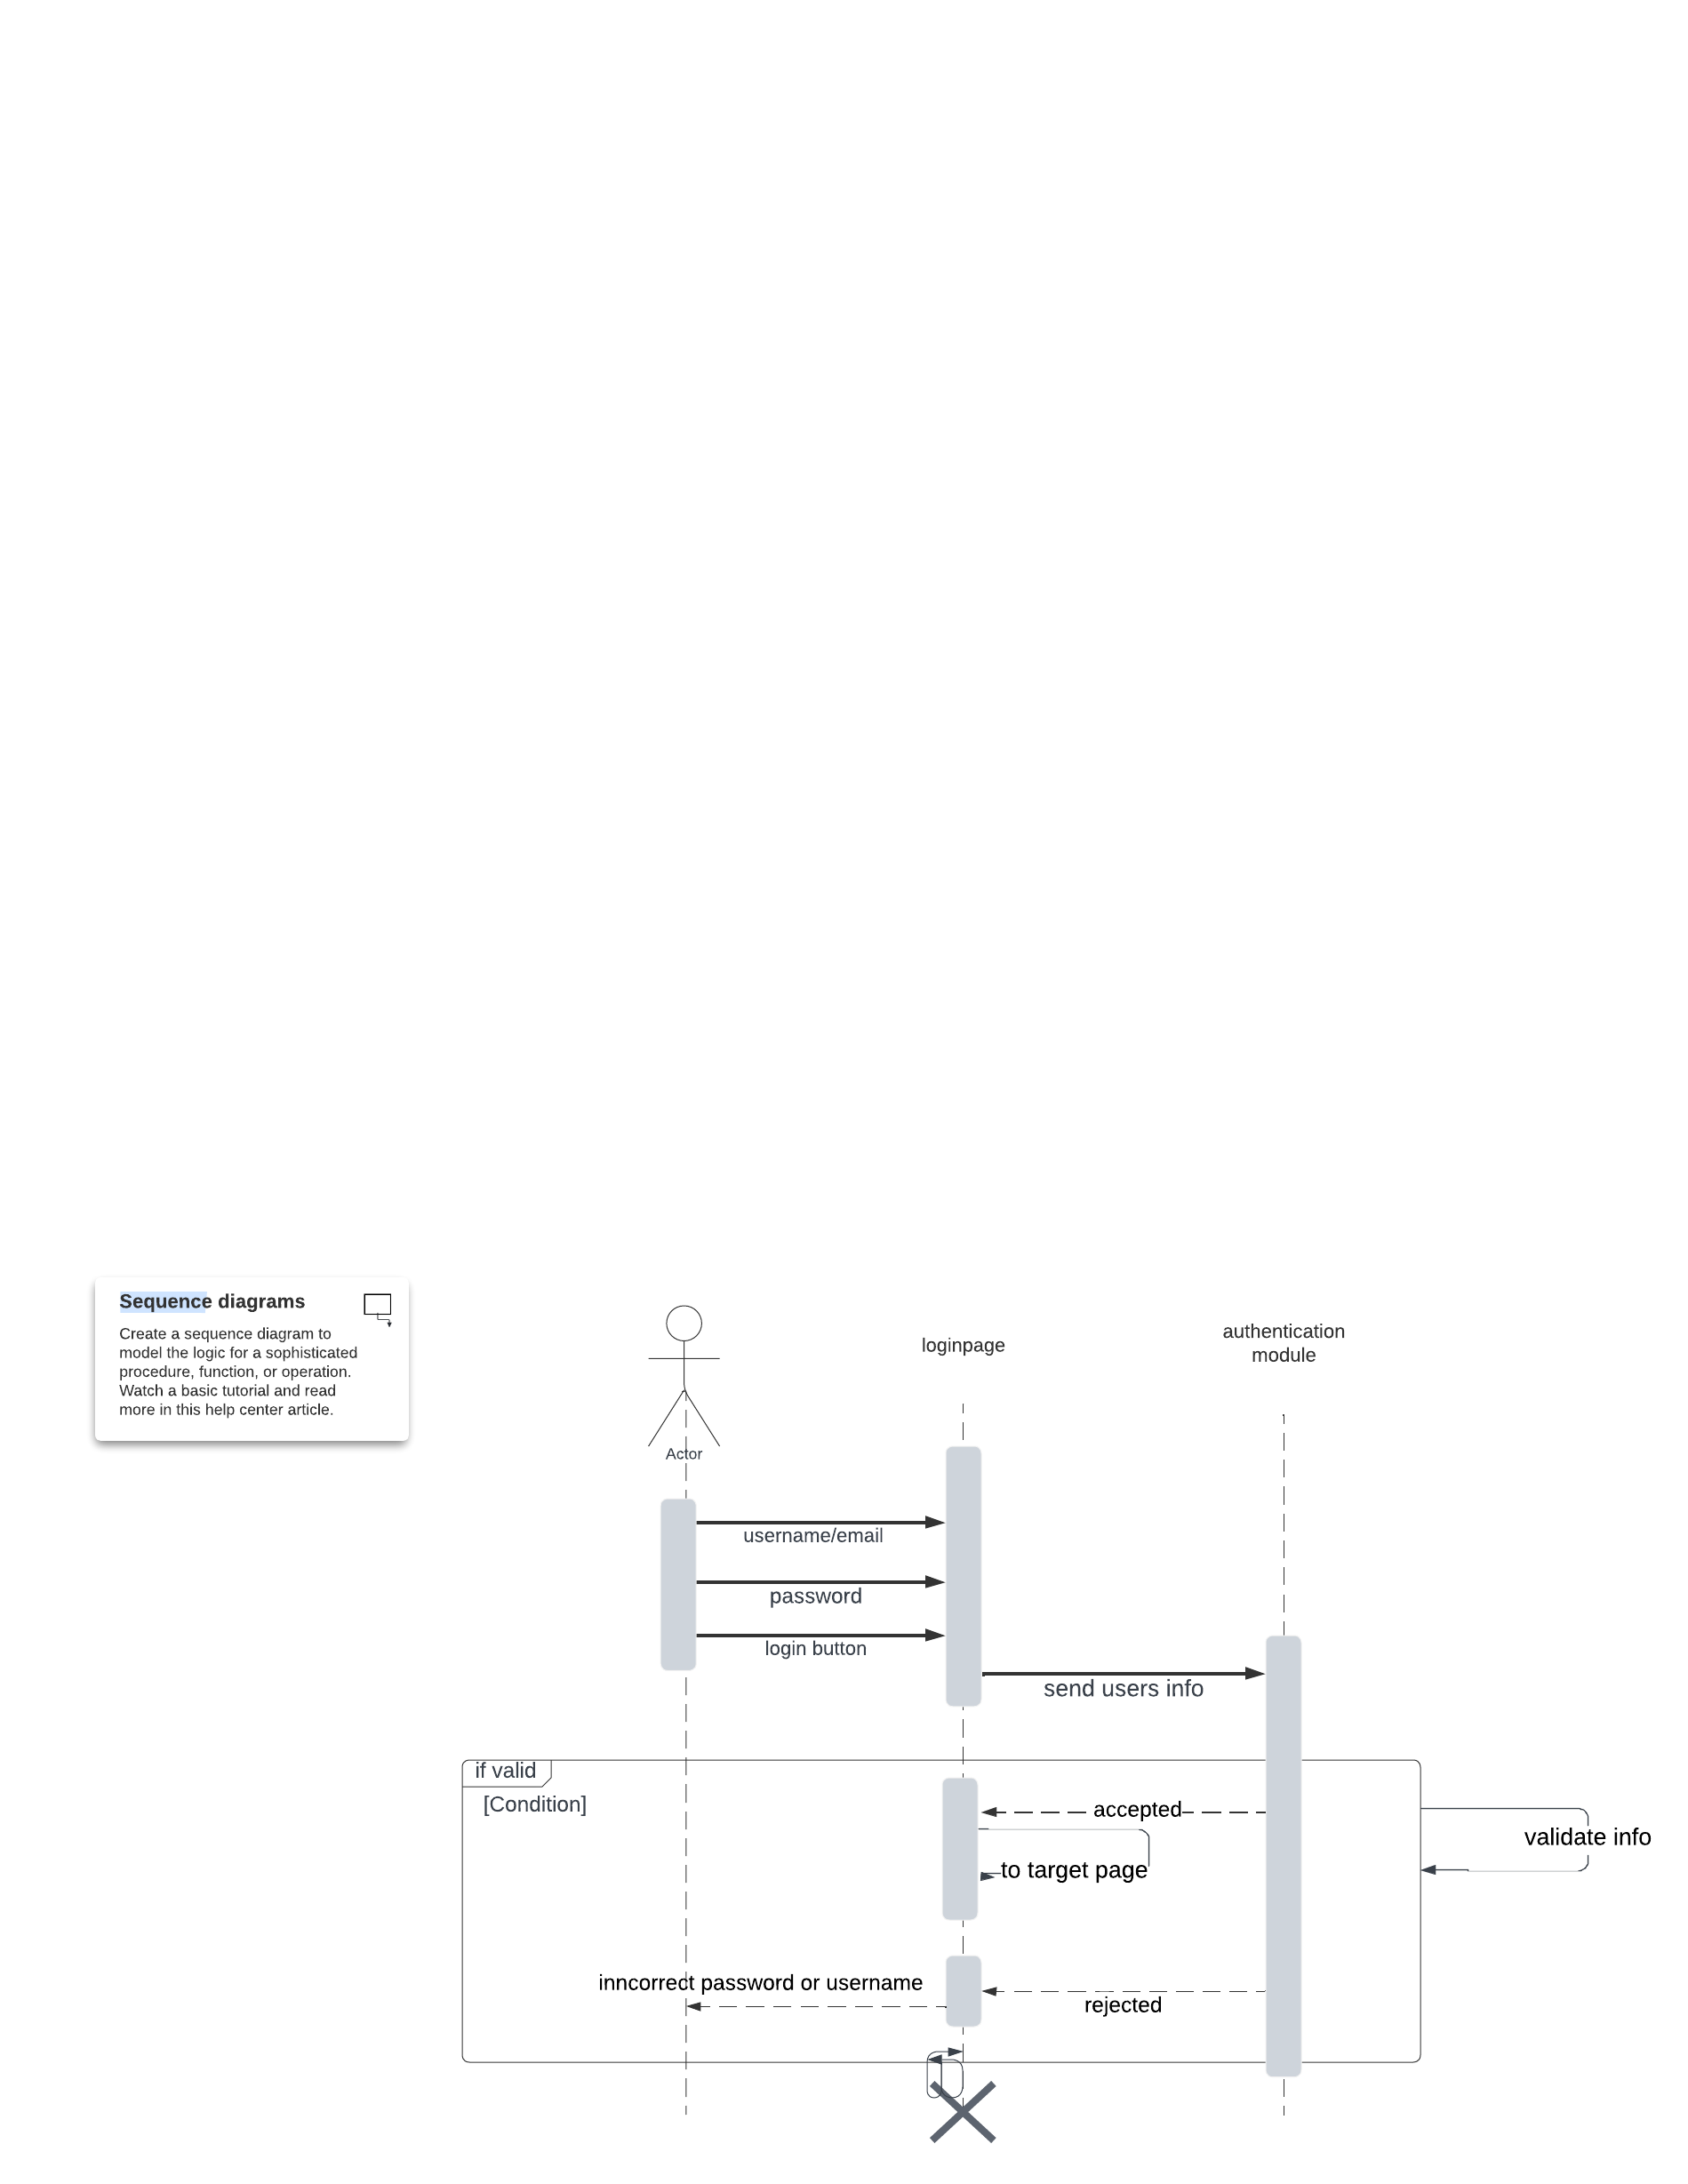 Sequence diagrams
Create a sequence diagram to
model the logic for a sophisticated
procedure, function, or operation.
Watch a basic tutorial and read
more in this help center article.
Actor
loginpage
authentication
module
username/email
password
login button
send users info
if valid
[Condition]
accepted
validate info
to target page
inncorrect password or username
rejected